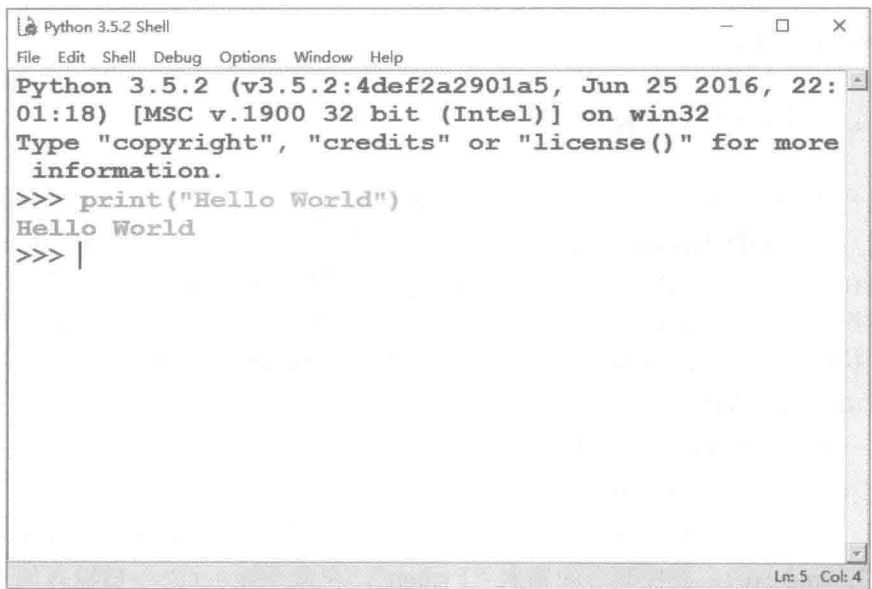 Python 3.5.2 Shell
File Edit Shell Debug Options Window Help
Python 3.5.2 (v3.5.2:4def2a2901a5, Jun 25 2016, 22:
01:18) [MSC v.1900 32 bit (Intel)] on win32
Type "copyright", "credits" or "license()" for more
 information.
>>> print("Hello World")
Hello World
>>>
Ln: 5 Col: 4